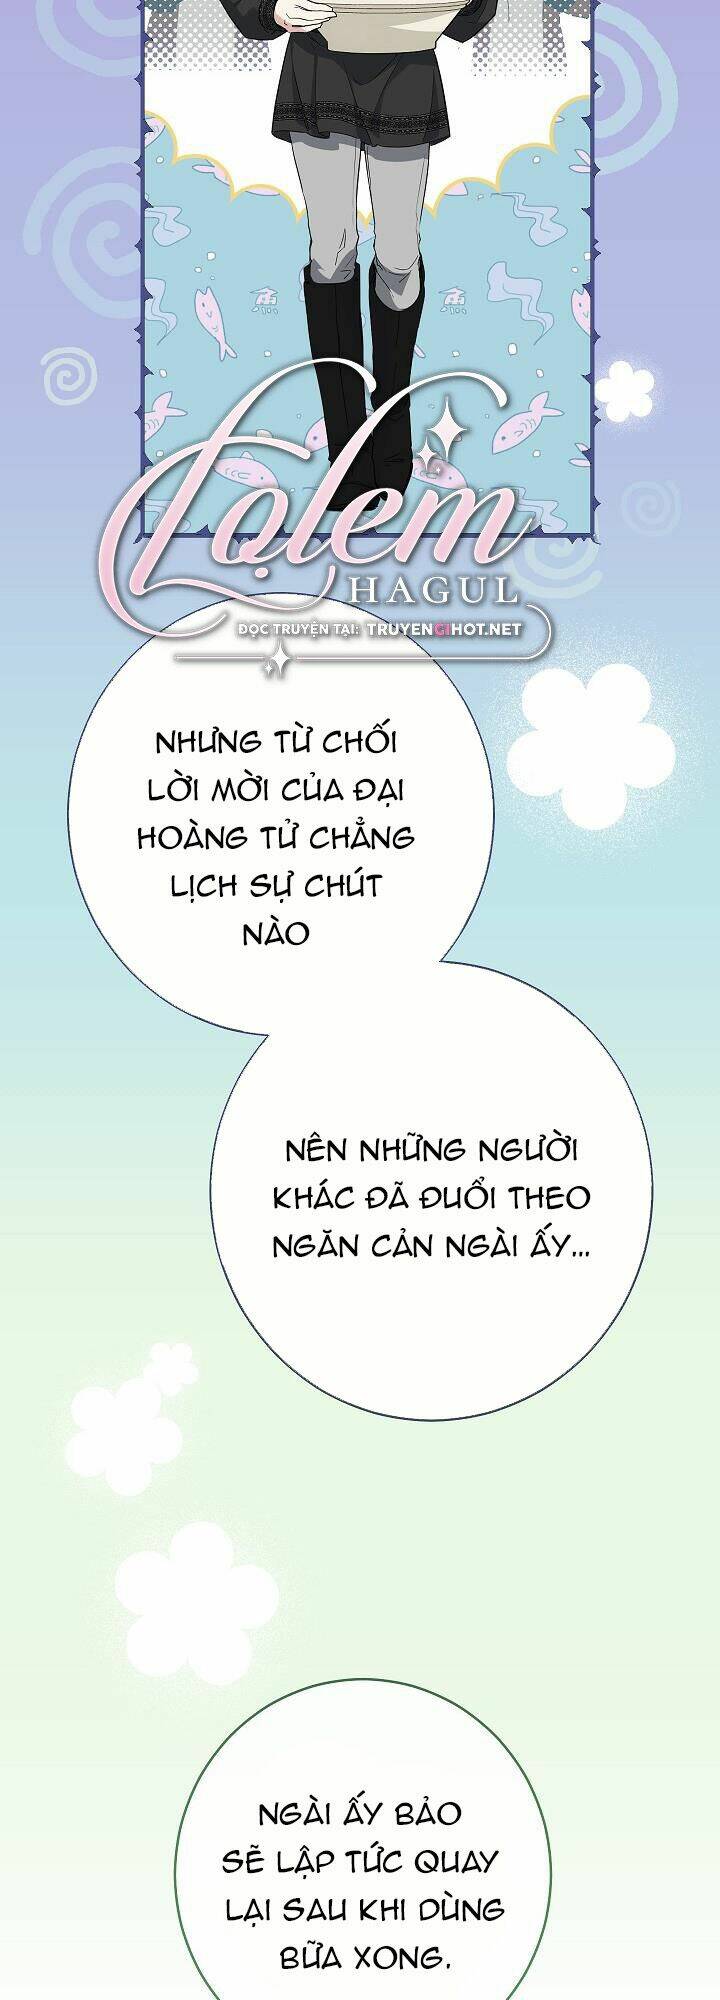 魚
魚
Lọlem
HAGUL
ĐỌC TRUYỆN TẠI: TRUYENGIHOT.NET
NHƯNG TỪ CHỐI
LỜI MỜI CỦA ĐẠI
HOÀNG TỬ CHẲNG
LỊCH SỰ CHÚT
NÀO
NÊN NHỮNG NGƯỜI
KHÁC ĐÃ ĐUỔI THEO
NGĂN CẢN NGÀI ẤY...
NGÀI ẤY BẢO
SẼ LẬP TỨC QUAY
LẠI SAU KHI DÙNG
BỮA XONG.